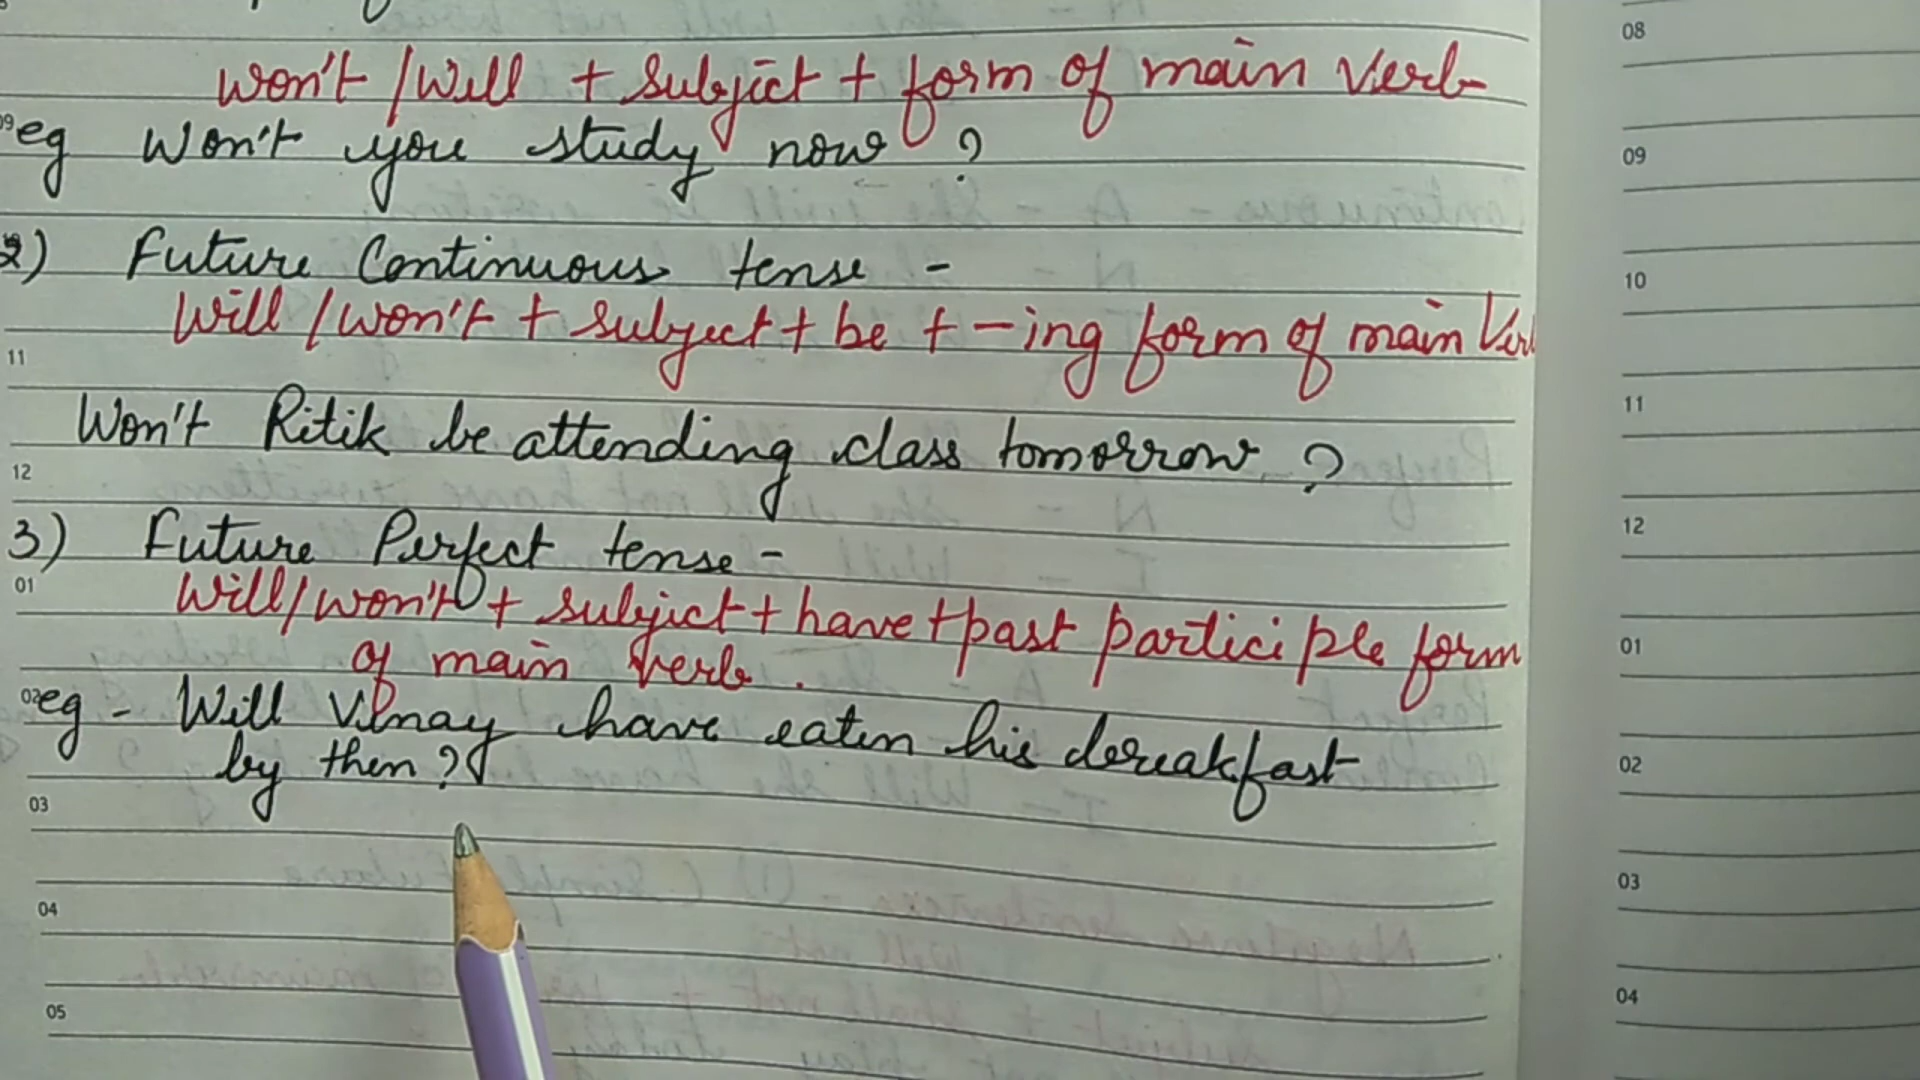 won't / will + subject + form of main verb
eg Won't you study now ?
2) Future Continuous tense -
Will / won't + subject + be + -ing form of main Verb
Won't Ritik be attending class tomorrow ?
3) Future Perfect tense -
Will/won't + subject + have + past participle form
of main verb.
eg - Will Vinay have eaten his breakfast
by then ?
09
11
12
01
02
03
04
05
08
09
10
11
12
01
02
03
04